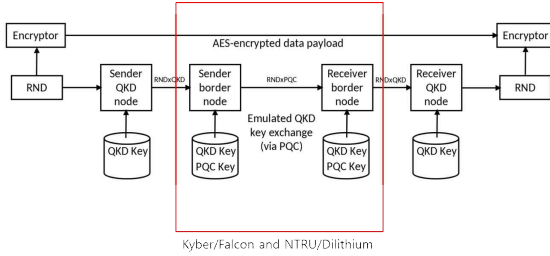 Encryptor
AES-encrypted data payload
Encryptor
RND
Sender
QKD
node
RNDxQKD
Sender
border
node
RNDxPQC
Receiver
border
node
RNDxQKD
Receiver
QKD
node
RND
Emulated QKD
key exchange
(via PQC)
QKD Key
QKD Key
PQC Key
QKD Key
PQC Key
QKD Key
Kyber/Falcon and NTRU/Dilithium